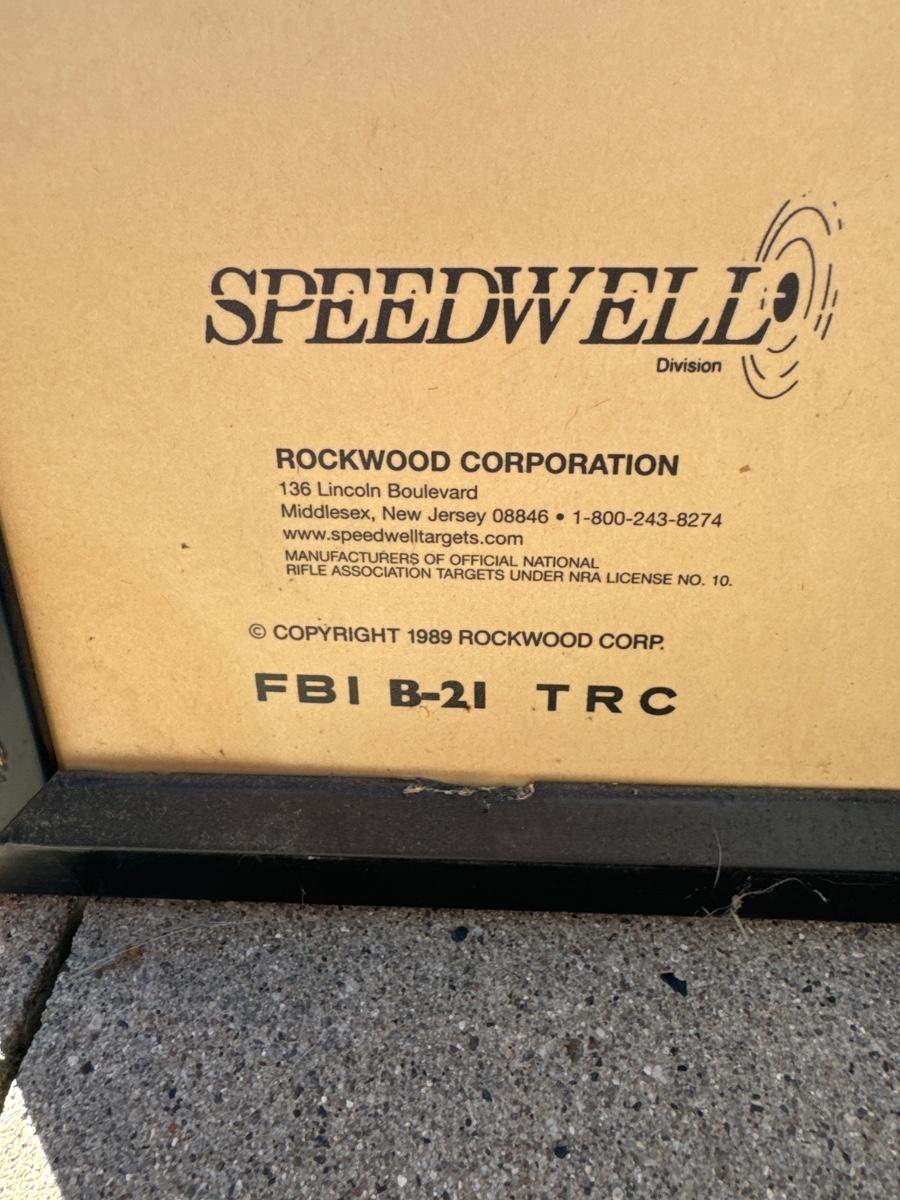 SPEEDWELL
Division
ROCKWOOD CORPORATION
136 Lincoln Boulevard
Middlesex, New Jersey 08846 • 1-800-243-8274
www.speedwelltargets.com
MANUFACTURERS OF OFFICIAL NATIONAL
RIFLE ASSOCIATION TARGETS UNDER NRA LICENSE NO. 10.
© COPYRIGHT 1989 ROCKWOOD CORP.
FBI B-21 TRC